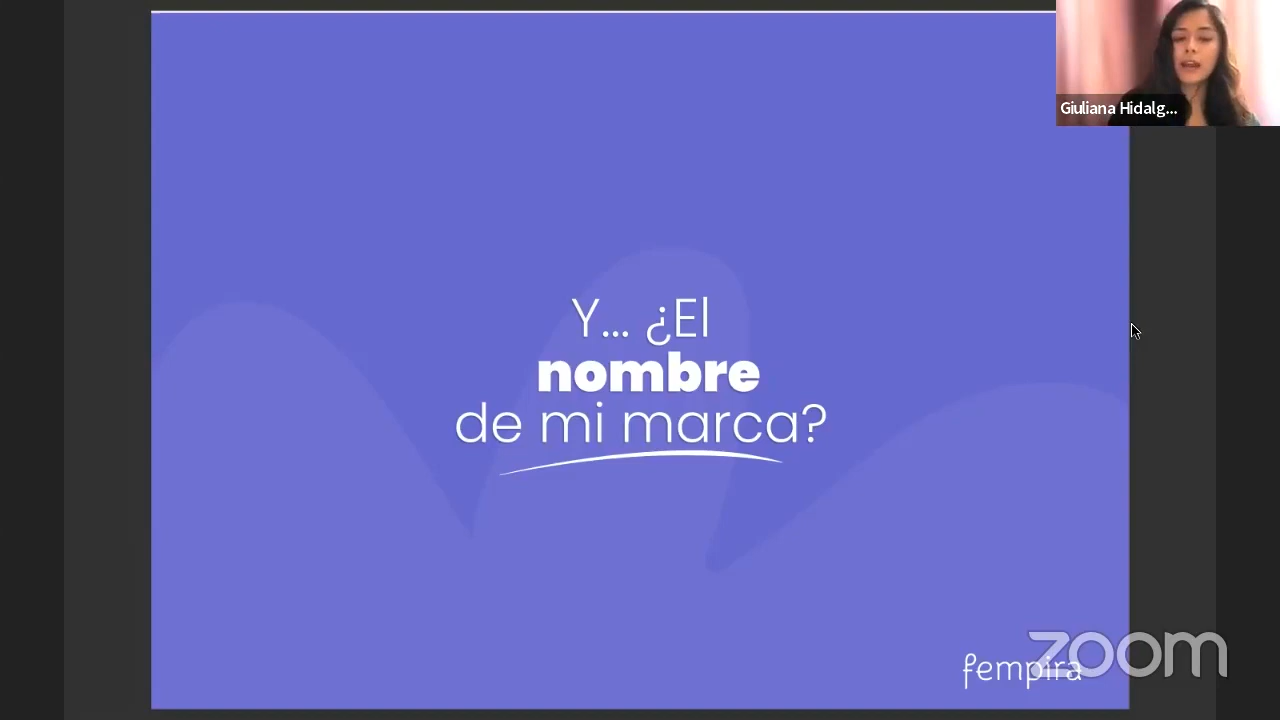 Giuliana Hidalg...
Y... ¿El
nombre
de mi marca?
fempira
zoom